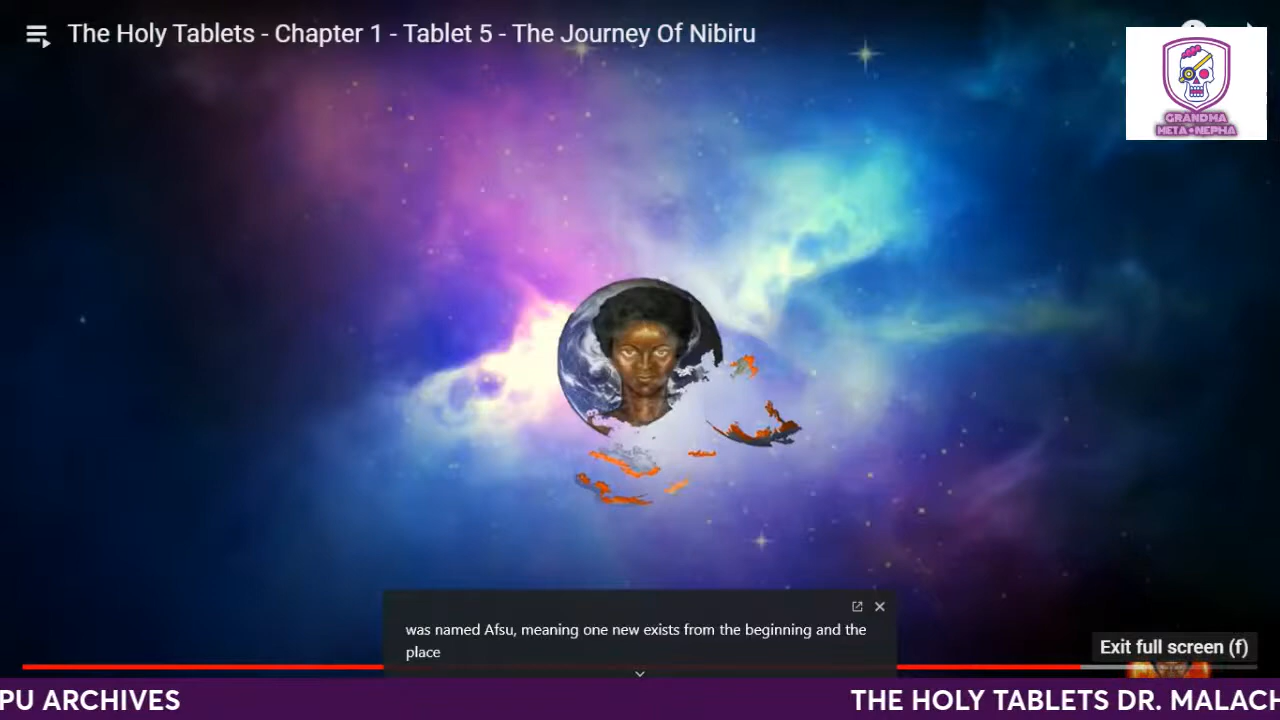 The Holy Tablets - Chapter 1 - Tablet 5 - The Journey Of Nibiru
GRANDMA
META•NEPHA
was named Afsu, meaning one new exists from the beginning and the
place
Exit full screen (f)
PU ARCHIVES
THE HOLY TABLETS DR. MALACH